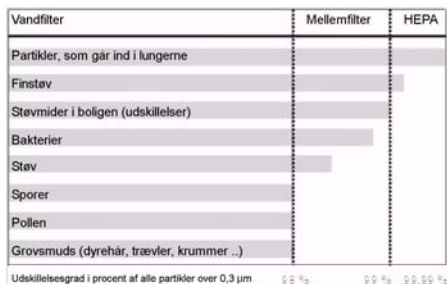 Vandfilter Mellemfilter HEPA
Partikler, som går ind i lungerne
Finstøv
Støvmider i boligen (udskillelser)
Bakterier
Støv
Sporer
Pollen
Grovsmuds (dyrehår, trævler, krummer ..)
Udskillelsesgrad i procent af alle partikler over 0,3 µm